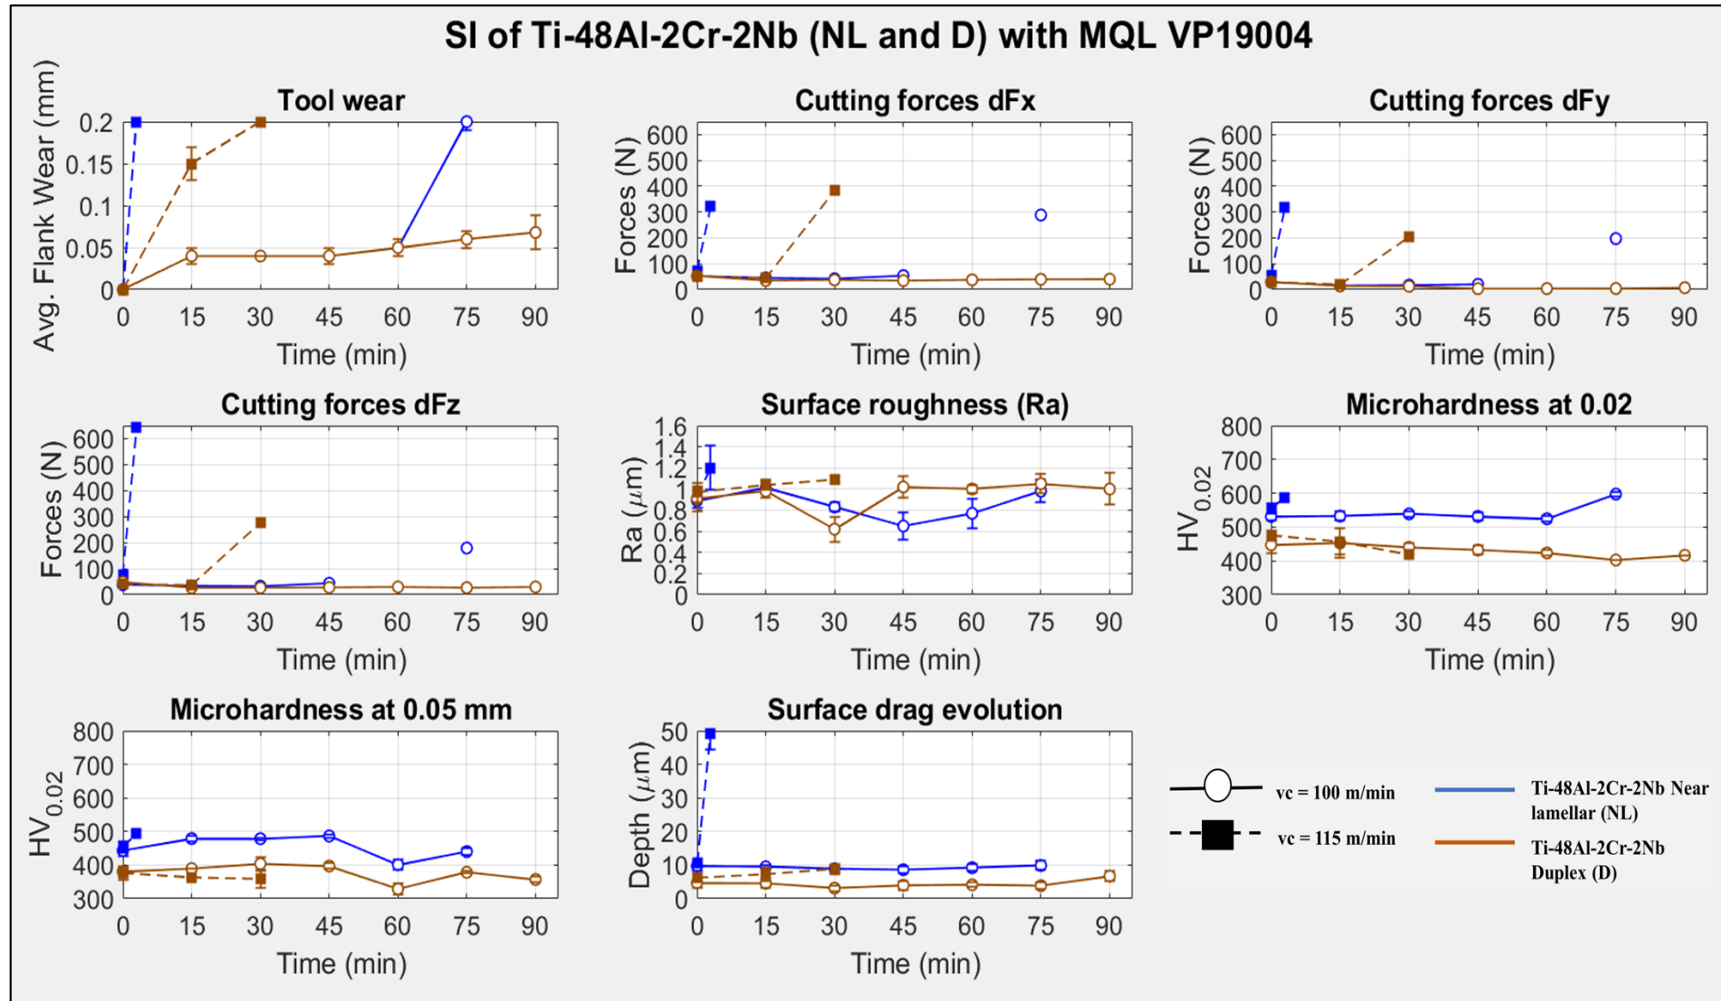 SI of Ti-48Al-2Cr-2Nb (NL and D) with MQL VP19004
Tool wear
Avg. Flank Wear (mm)
0.2
0.15
0.1
0.05
0
0 15 30 45 60 75 90
Time (min)
Cutting forces dFx
Forces (N)
600
500
400
300
200
100
0
0 15 30 45 60 75 90
Time (min)
Cutting forces dFy
Forces (N)
600
500
400
300
200
100
0
0 15 30 45 60 75 90
Time (min)
Cutting forces dFz
Forces (N)
600
500
400
300
200
100
0
0 15 30 45 60 75 90
Time (min)
Surface roughness (Ra)
Ra (μm)
1.6
1.4
1.2
1
0.8
0.6
0.4
0.2
0
0 15 30 45 60 75 90
Time (min)
Microhardness at 0.02
HV0.02
800
700
600
500
400
300
0 15 30 45 60 75 90
Time (min)
Microhardness at 0.05 mm
HV0.02
800
700
600
500
400
300
0 15 30 45 60 75 90
Time (min)
Surface drag evolution
Depth (μm)
50
40
30
20
10
0
0 15 30 45 60 75 90
Time (min)
vc = 100 m/min
vc = 115 m/min
Ti-48Al-2Cr-2Nb Near
lamellar (NL)
Ti-48Al-2Cr-2Nb
Duplex (D)